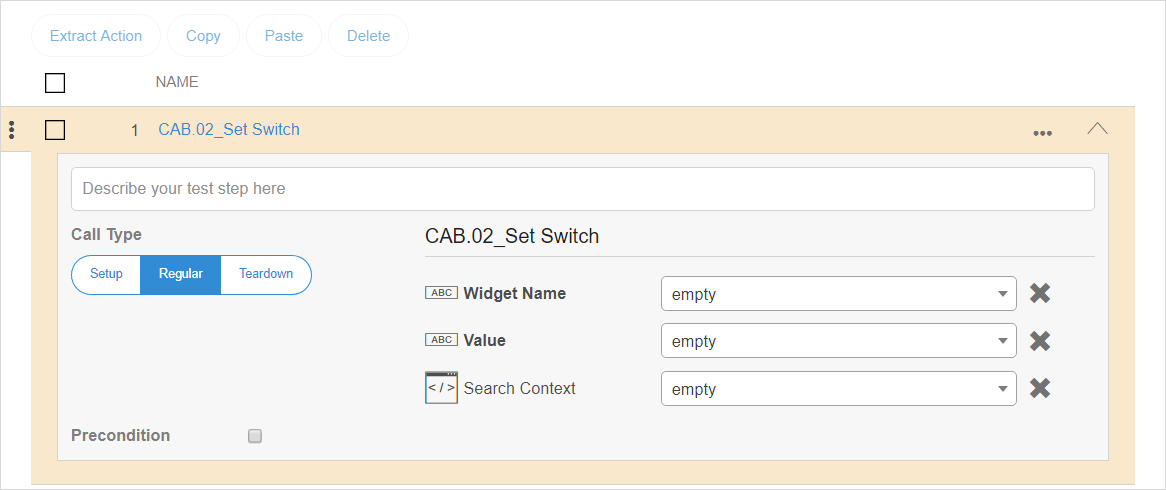 Extract Action Copy Paste Delete
NAME
1 CAB.02_Set Switch
Describe your test step here
Call Type
CAB.02_Set Switch
Setup Regular Teardown
ABC Widget Name empty
ABC Value empty
</> Search Context empty
Precondition